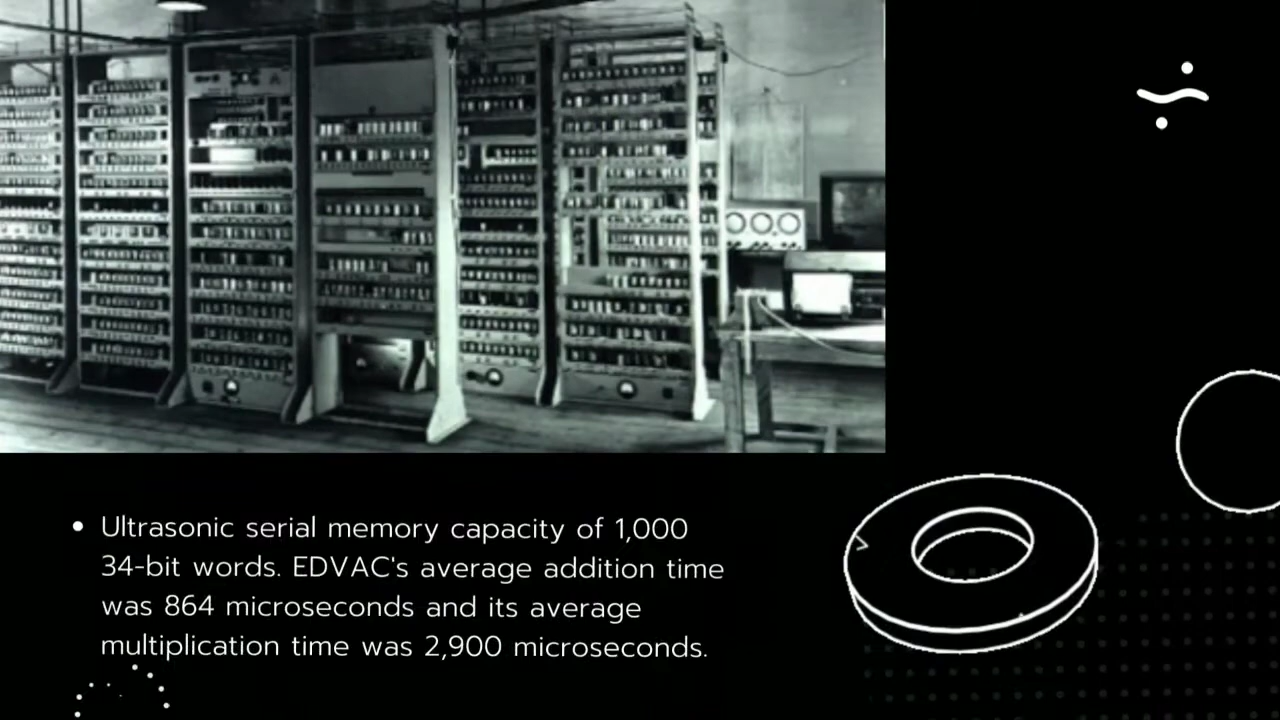 • Ultrasonic serial memory capacity of 1,000
34-bit words. EDVAC's average addition time
was 864 microseconds and its average
multiplication time was 2,900 microseconds.